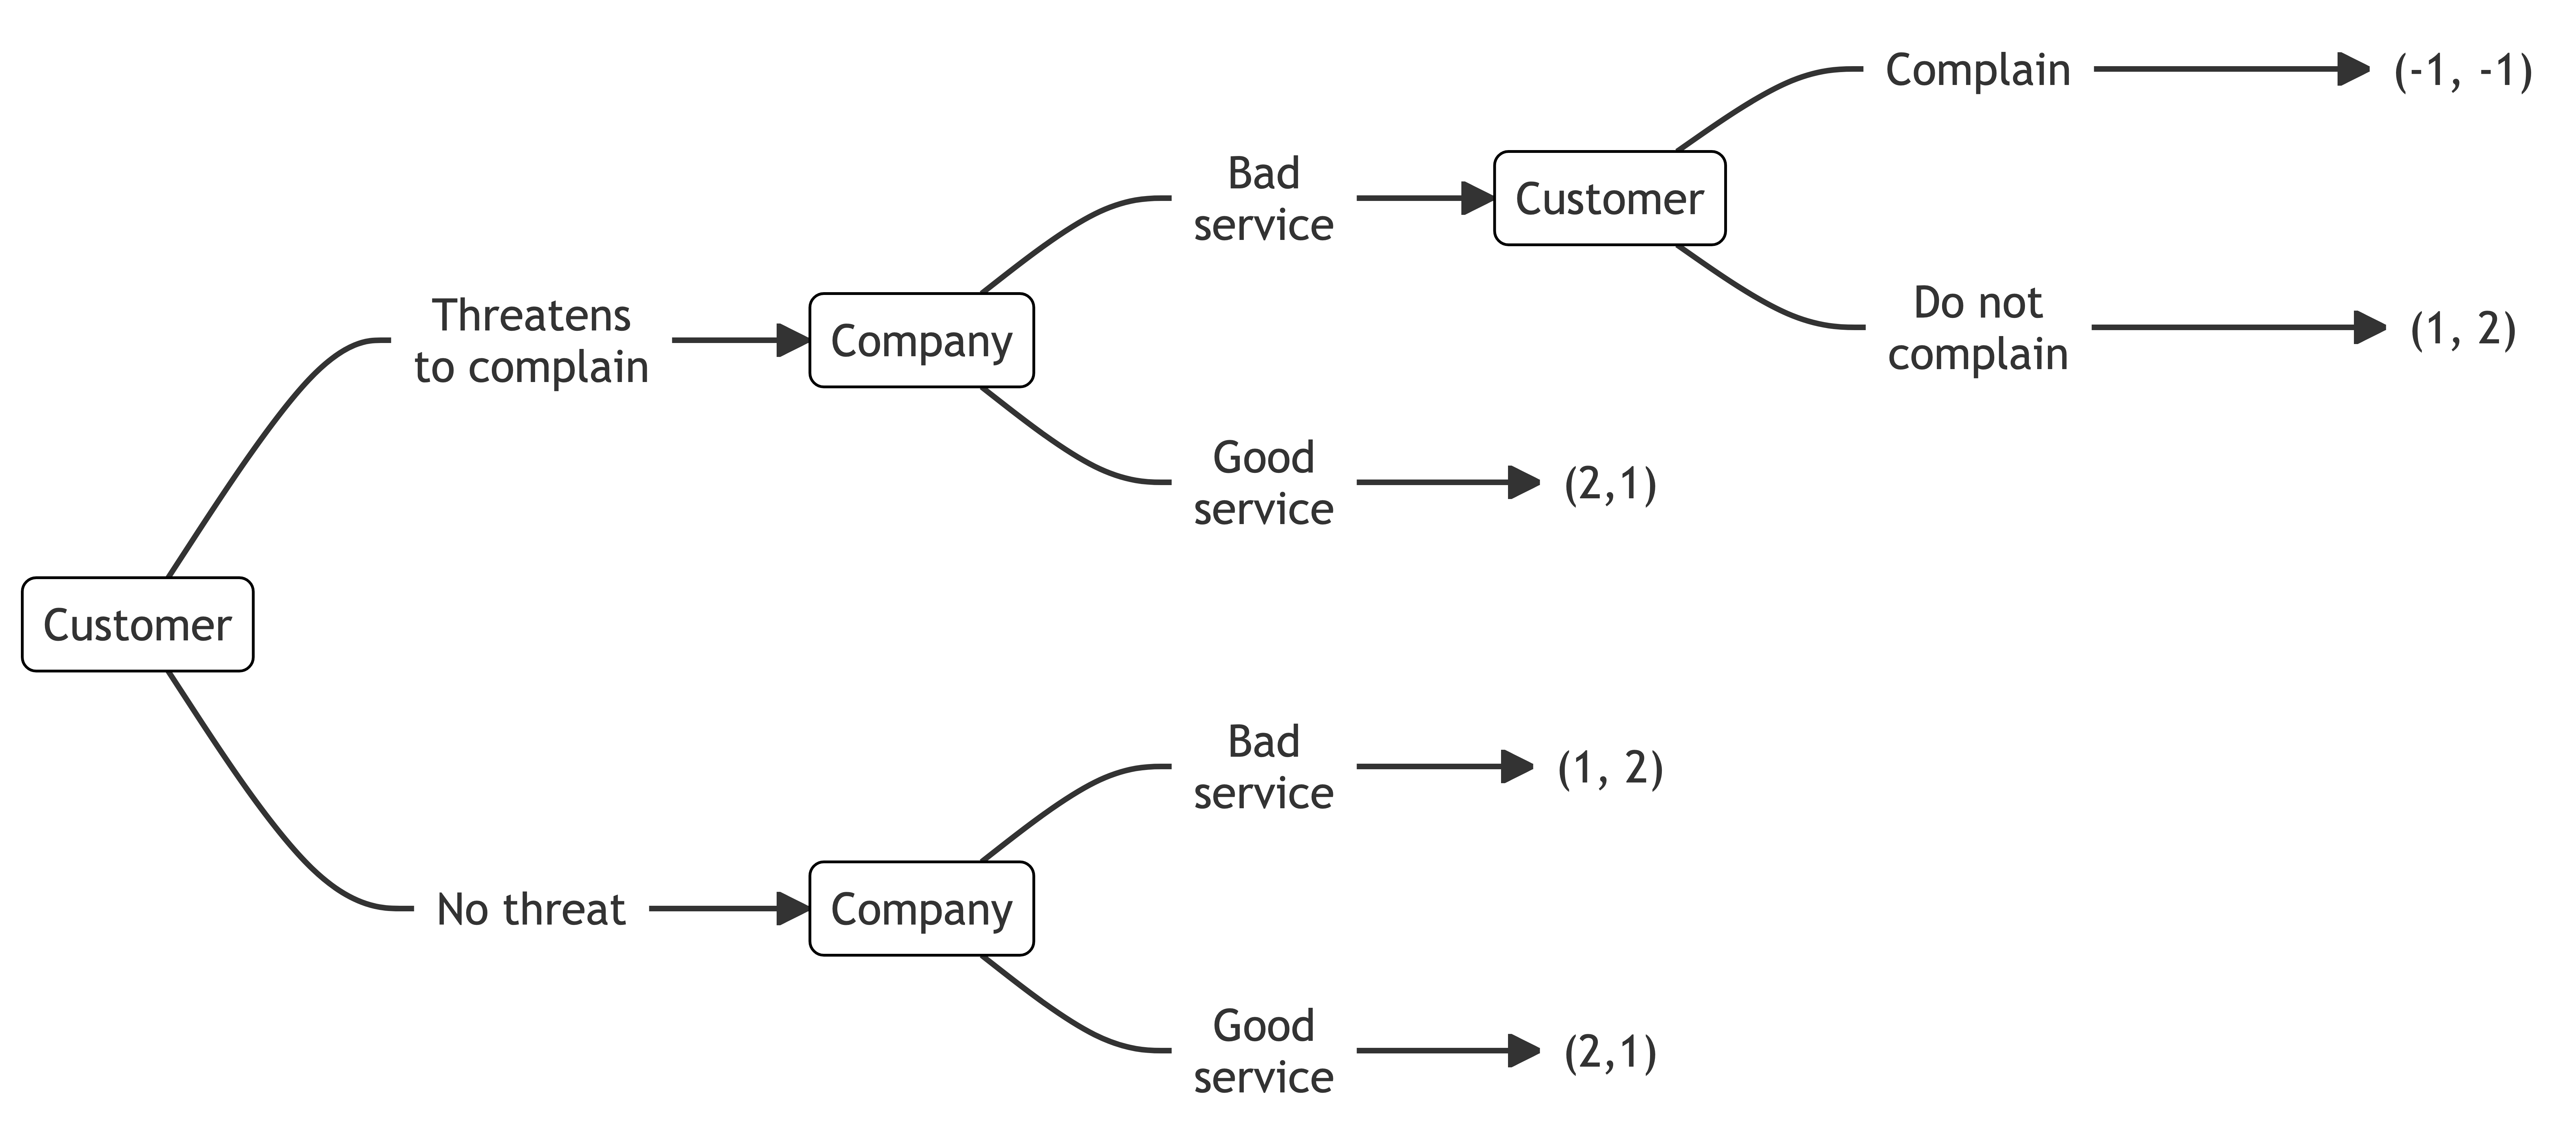 Complain
(-1, -1)
Bad
service
Customer
Do not
complain
(1, 2)
Threatens
to complain
Company
Good
service
(2,1)
Customer
Bad
service
(1, 2)
No threat
Company
Good
service
(2,1)